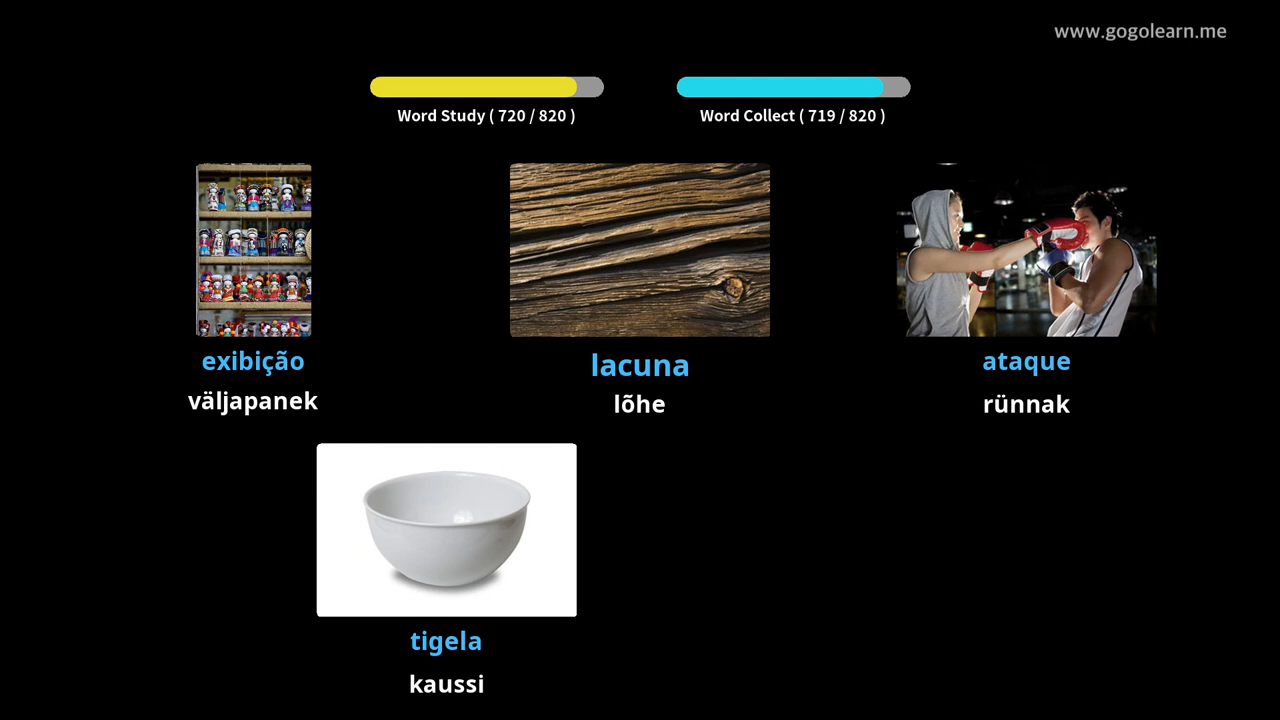 www.gogolearn.me
Word Study ( 720 / 820 )
Word Collect ( 719 / 820 )
exibição
väljapanek
lacuna
lõhe
ataque
rünnak
tigela
kaussi